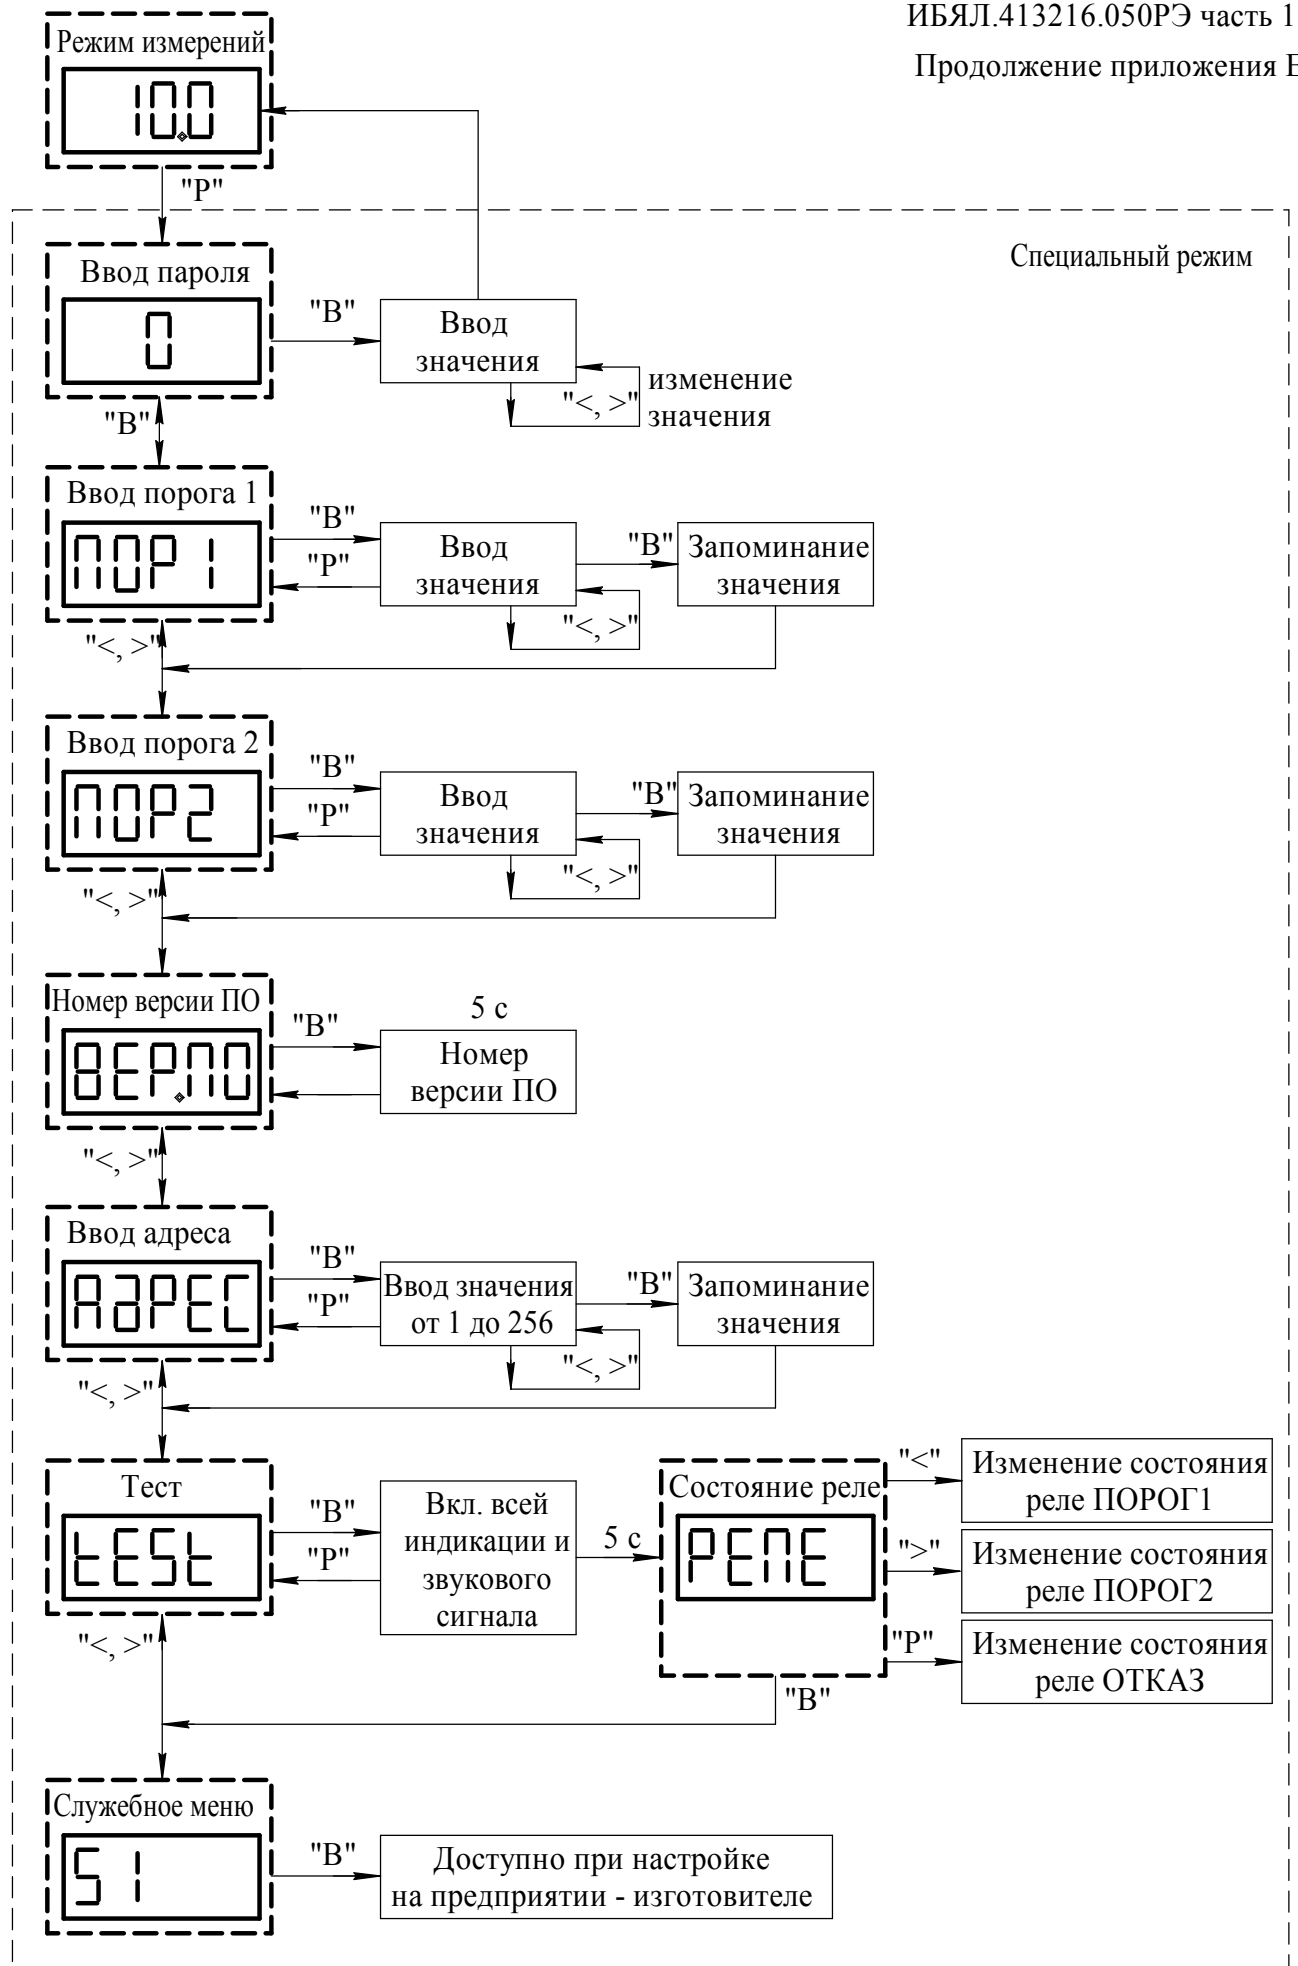 ИБЯЛ.413216.050РЭ часть 1
Продолжение приложения Е
Режим измерений
10.0
"Р"
Специальный режим
Ввод пароля
0
"В"
Ввод
значения
"<, >"
изменение
значения
"В"
Ввод порога 1
ПОР1
"В"
"Р"
Ввод
значения
"<, >"
"В"
Запоминание
значения
"<, >"
Ввод порога 2
ПОР2
"В"
"Р"
Ввод
значения
"<, >"
"В"
Запоминание
значения
"<, >"
Номер версии ПО
ВЕР.ПО
"В"
5 с
Номер
версии ПО
"<, >"
Ввод адреса
АдРЕС
"В"
"Р"
Ввод значения
от 1 до 256
"<, >"
"В"
Запоминание
значения
"<, >"
Тест
tESt
"В"
"Р"
Вкл. всей
индикации и
звукового
сигнала
5 с
Состояние реле
РЕПЕ
"<"
Изменение состояния
реле ПОРОГ1
">"
Изменение состояния
реле ПОРОГ2
"Р"
Изменение состояния
реле ОТКАЗ
"В"
"<, >"
Служебное меню
S1
"В"
Доступно при настройке
на предприятии - изготовителе